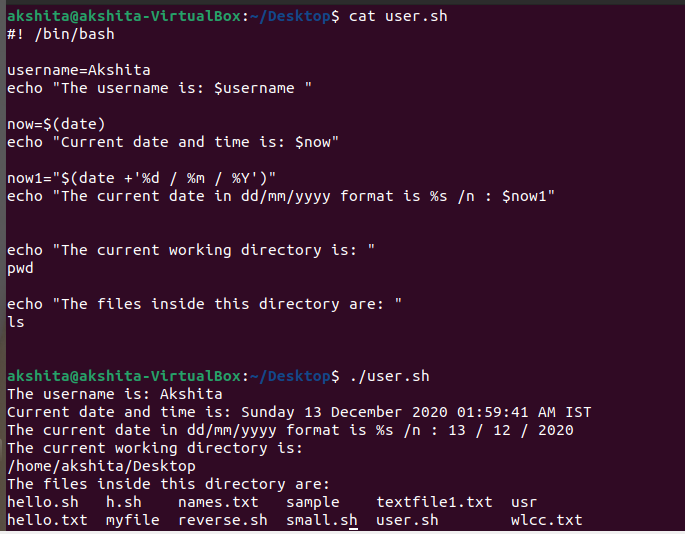 akshita@akshita-VirtualBox:~/Desktop$ cat user.sh
#! /bin/bash
username=Akshita
echo "The username is: $username "
now=$(date)
echo "Current date and time is: $now"
now1="$(date +'%d / %m / %Y')"
echo "The current date in dd/mm/yyyy format is %s /n : $now1"
echo "The current working directory is: "
pwd
echo "The files inside this directory are: "
ls
akshita@akshita-VirtualBox:~/Desktop$ ./user.sh
The username is: Akshita
Current date and time is: Sunday 13 December 2020 01:59:41 AM IST
The current date in dd/mm/yyyy format is %s /n : 13 / 12 / 2020
The current working directory is:
/home/akshita/Desktop
The files inside this directory are:
hello.sh   h.sh    names.txt   sample    textfile1.txt  usr
hello.txt  myfile  reverse.sh  small.sh  user.sh        wlcc.txt